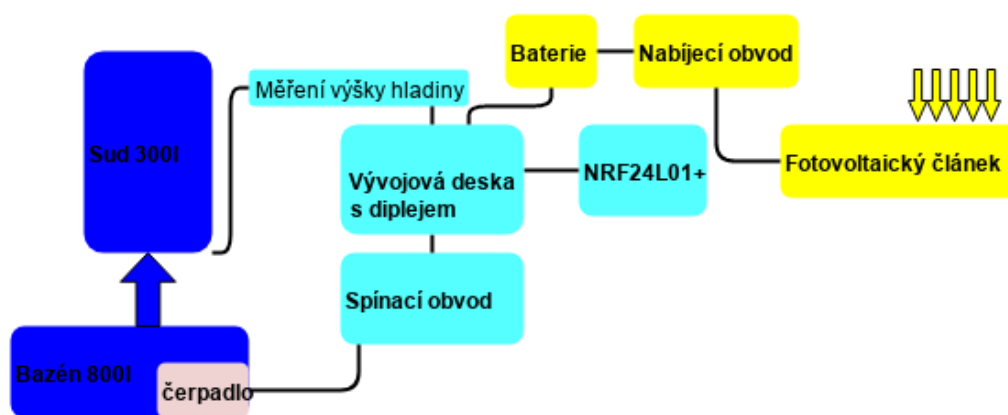 Baterie
Nabíjecí obvod
Měření výšky hladiny
Sud 300l
Fotovoltaický článek
Vývojová deska
s diplejem
NRF24L01+
Spínací obvod
Bazén 800l
čerpadlo